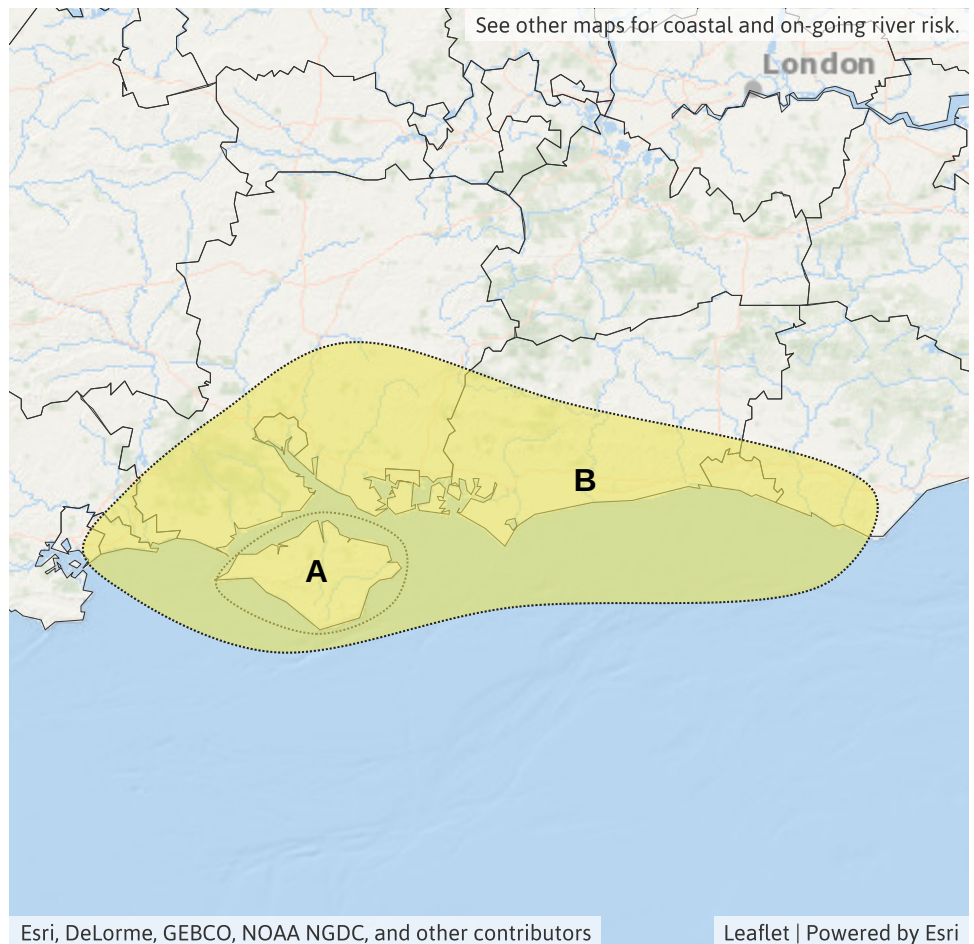 See other maps for coastal and on-going river risk.
London
B
A
Esri, DeLorme, GEBCO, NOAA NGDC, and other contributors
Leaflet | Powered by Esri